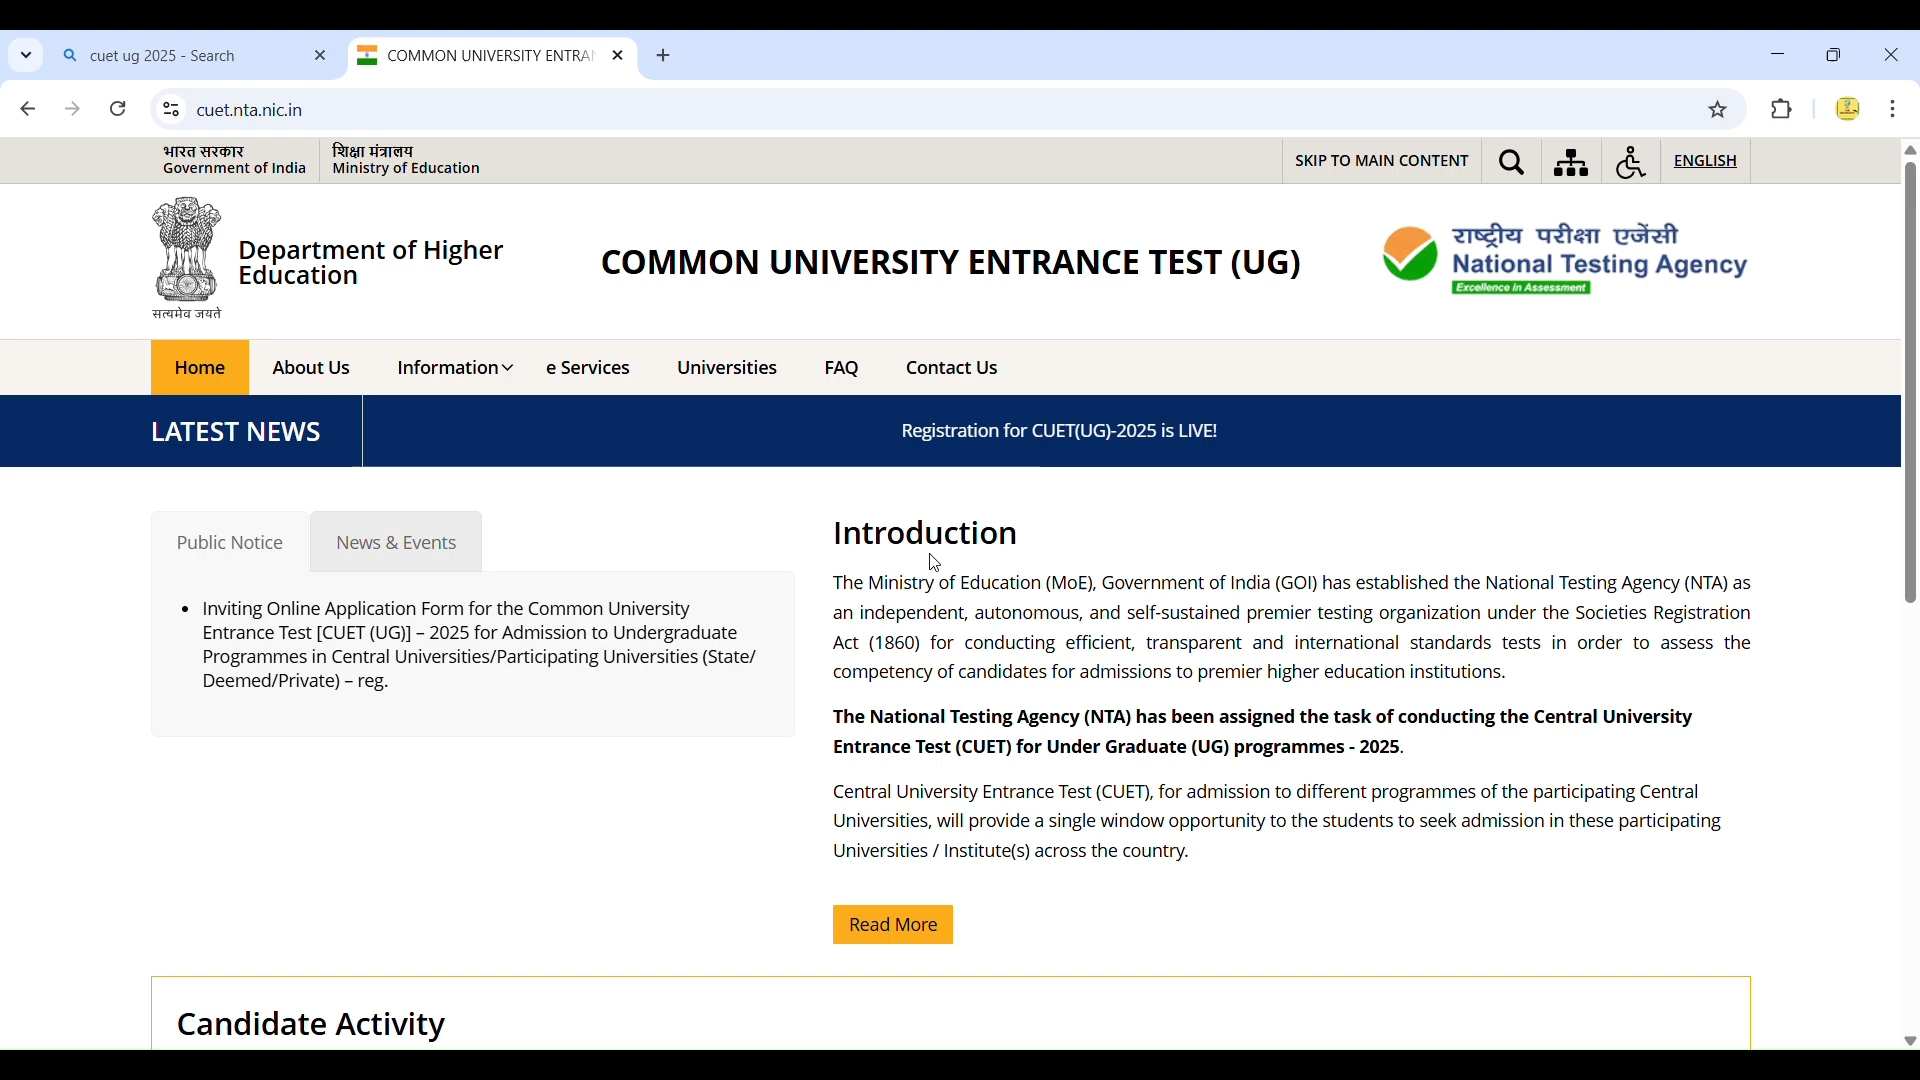 cuet ug 2025 - Search
COMMON UNIVERSITY ENTRA
cuet.nta.nic.in
भारत सरकार
Government of India
शिक्षा मंत्रालय
Ministry of Education
SKIP TO MAIN CONTENT
ENGLISH
सत्यमेव जयते
Department of Higher
Education
COMMON UNIVERSITY ENTRANCE TEST (UG)
राष्ट्रीय परीक्षा एजेंसी
National Testing Agency
Excellence in Assessment
Home About Us Information e Services Universities FAQ Contact Us
LATEST NEWS
Registration for CUET(UG)-2025 is LIVE!
Public Notice
News & Events
• Inviting Online Application Form for the Common University
Entrance Test [CUET (UG)] – 2025 for Admission to Undergraduate
Programmes in Central Universities/Participating Universities (State/
Deemed/Private) – reg.
Introduction
The Ministry of Education (MoE), Government of India (GOI) has established the National Testing Agency (NTA) as
an independent, autonomous, and self-sustained premier testing organization under the Societies Registration
Act (1860) for conducting efficient, transparent and international standards tests in order to assess the
competency of candidates for admissions to premier higher education institutions.
The National Testing Agency (NTA) has been assigned the task of conducting the Central University
Entrance Test (CUET) for Under Graduate (UG) programmes - 2025.
Central University Entrance Test (CUET), for admission to different programmes of the participating Central
Universities, will provide a single window opportunity to the students to seek admission in these participating
Universities / Institute(s) across the country.
Read More
Candidate Activity